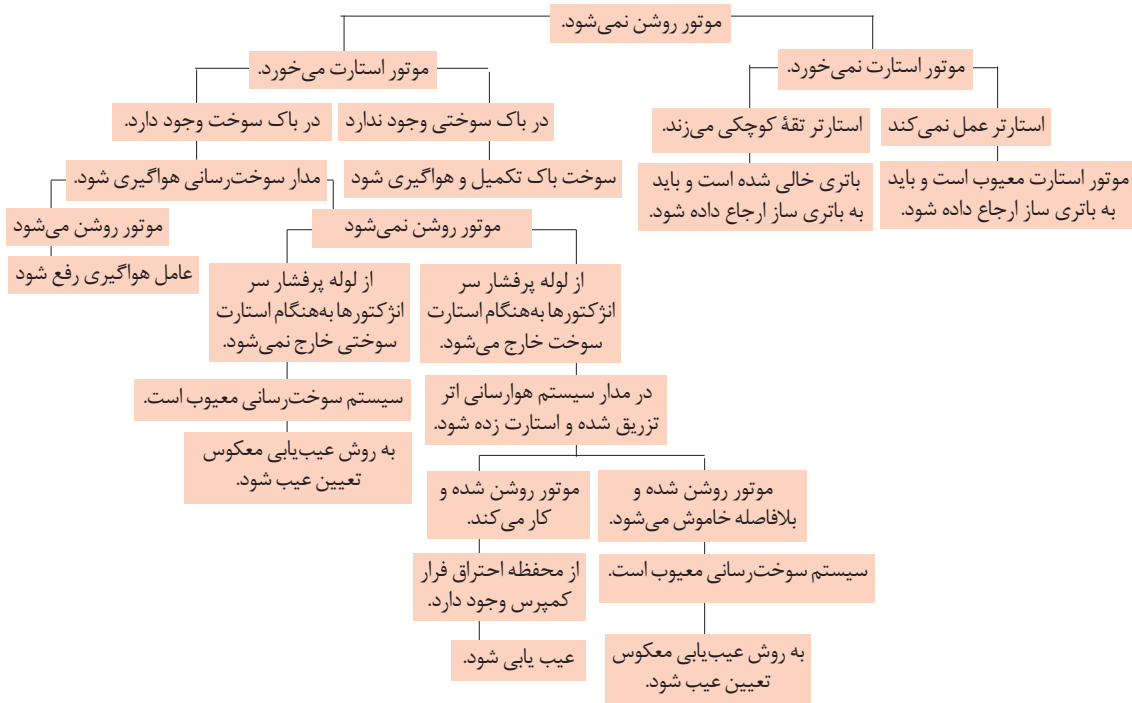 موتور روشن نمی‌شود.
موتور استارت نمی‌خورد.
موتور استارت می‌خورد.
استارتر عمل نمی‌کند
استارتر تقهٔ کوچکی می‌زند.
در باک سوختی وجود ندارد
در باک سوخت وجود دارد.
موتور استارت معیوب است و باید
به باتری ساز ارجاع داده شود.
باتری خالی شده است و باید
به باتری ساز ارجاع داده شود.
سوخت باک تکمیل و هواگیری شود
مدار سوخت‌رسانی هواگیری شود.
موتور روشن نمی‌شود
موتور روشن می‌شود
عامل هواگیری رفع شود
از لوله پرفشار سر
انژکتورها به‌هنگام استارت
سوخت خارج می‌شود.
از لوله پرفشار سر
انژکتورها به‌هنگام استارت
سوختی خارج نمی‌شود.
در مدار سیستم هوارسانی اتر
تزریق شده و استارت زده شود.
سیستم سوخت‌رسانی معیوب است.
به روش عیب‌یابی معکوس
تعیین عیب شود.
موتور روشن شده و
بلافاصله خاموش می‌شود.
موتور روشن شده و
کار می‌کند.
سیستم سوخت‌رسانی معیوب است.
از محفظه احتراق فرار
کمپرس وجود دارد.
به روش عیب‌یابی معکوس
تعیین عیب شود.
عیب یابی شود.